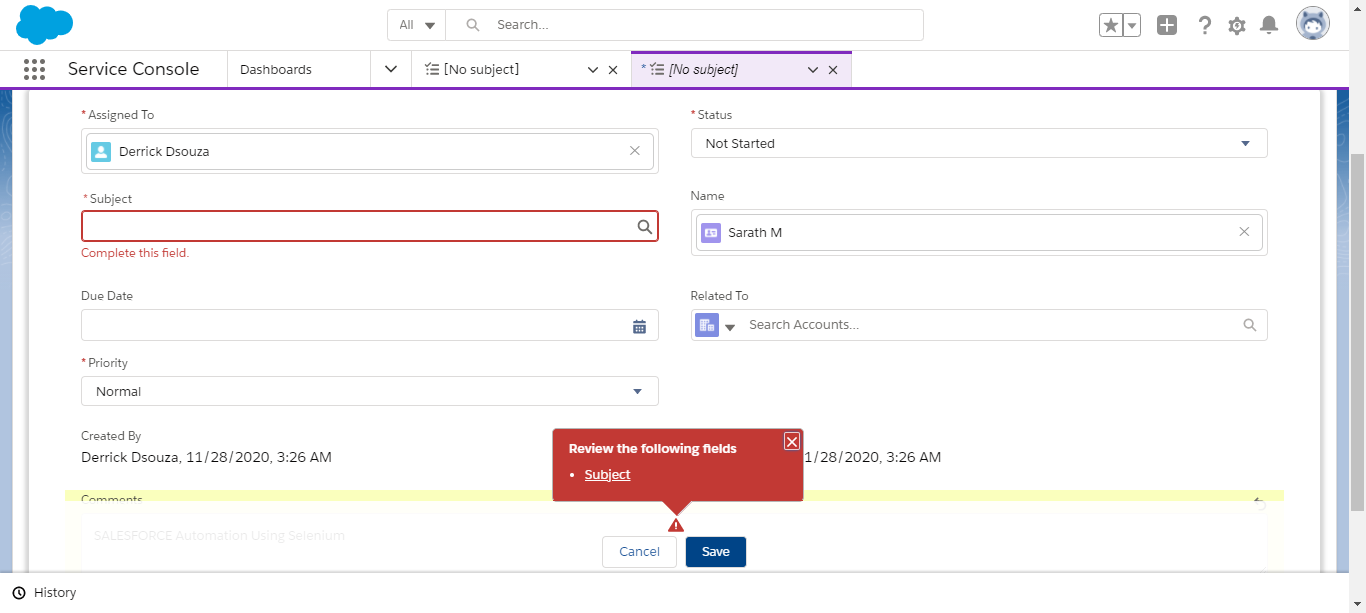 All Search...
Service Console Dashboards [No subject] * [No subject]
* Assigned To
Derrick Dsouza
* Status
Not Started
* Subject
Complete this field.
Name
Sarath M
Due Date
Related To
Search Accounts...
* Priority
Normal
Created By
Derrick Dsouza, 11/28/2020, 3:26 AM
1/28/2020, 3:26 AM
Review the following fields
• Subject
Comments
SALESFORCE Automation Using Selenium
Cancel Save
History